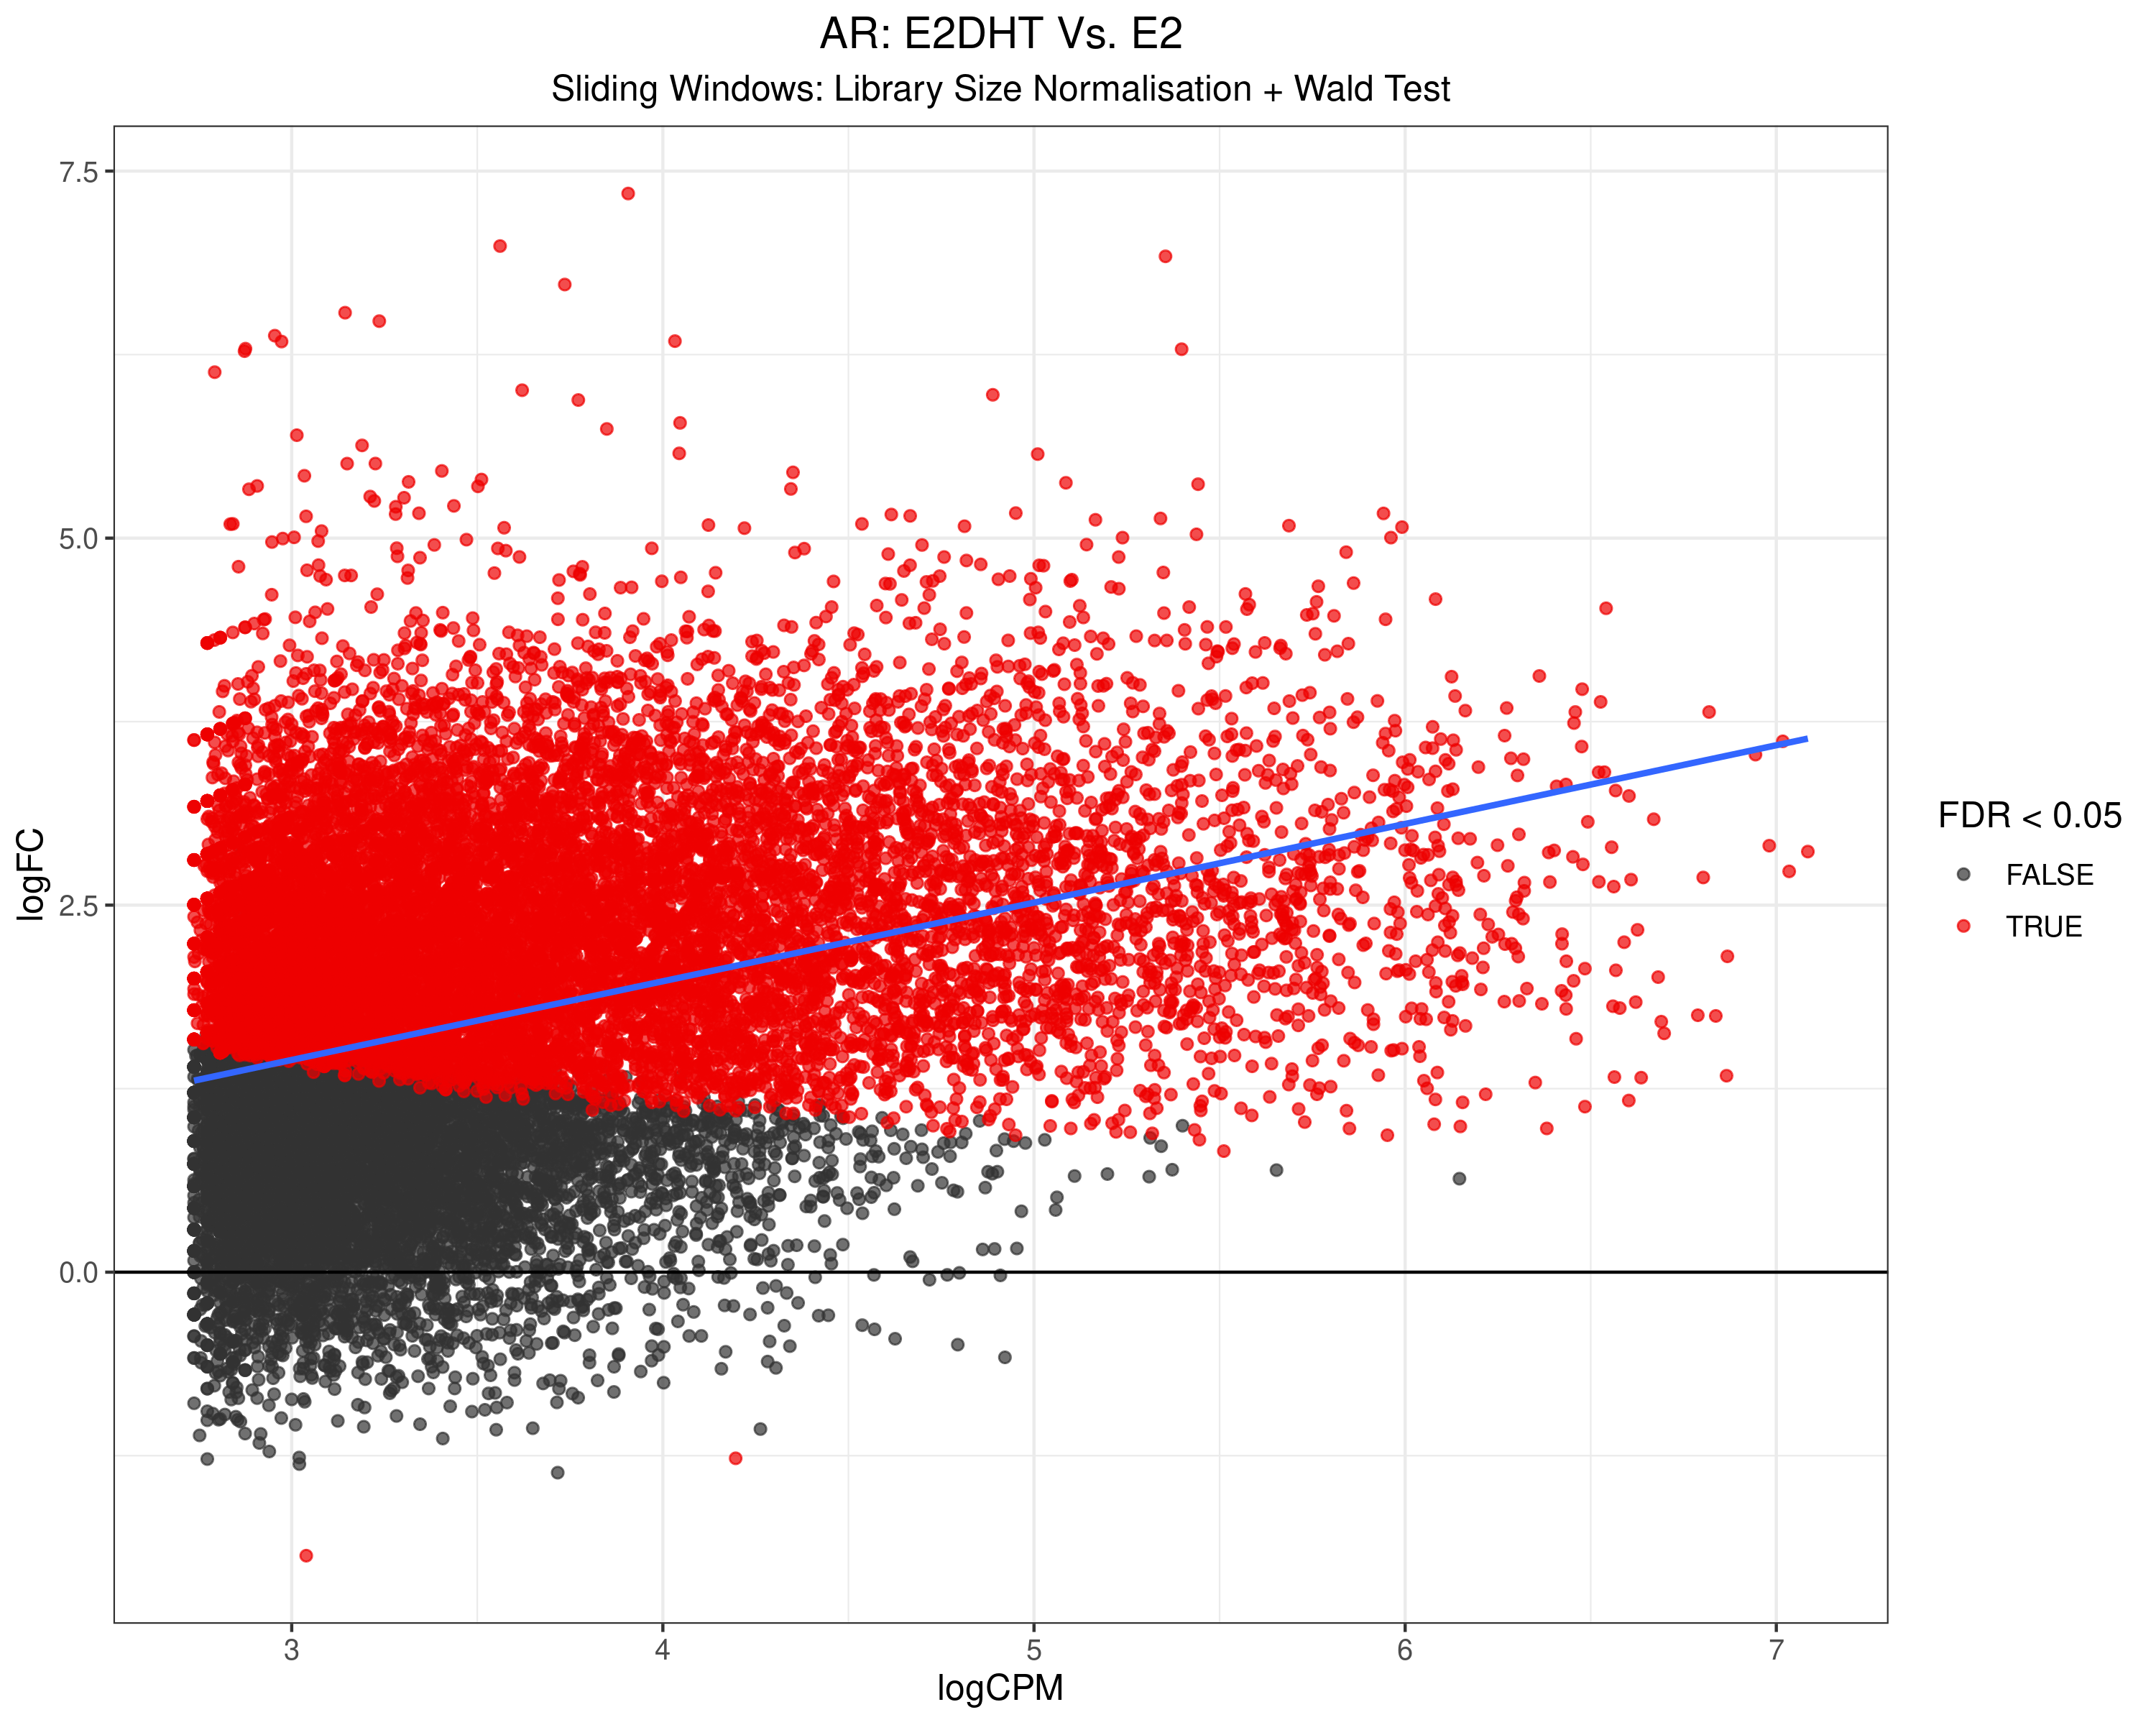 AR: E2DHT Vs. E2
Sliding Windows: Library Size Normalisation + Wald Test
7.5
5.0
2.5
0.0
logFC
3 4 5 6 7
logCPM
FDR < 0.05
FALSE
TRUE